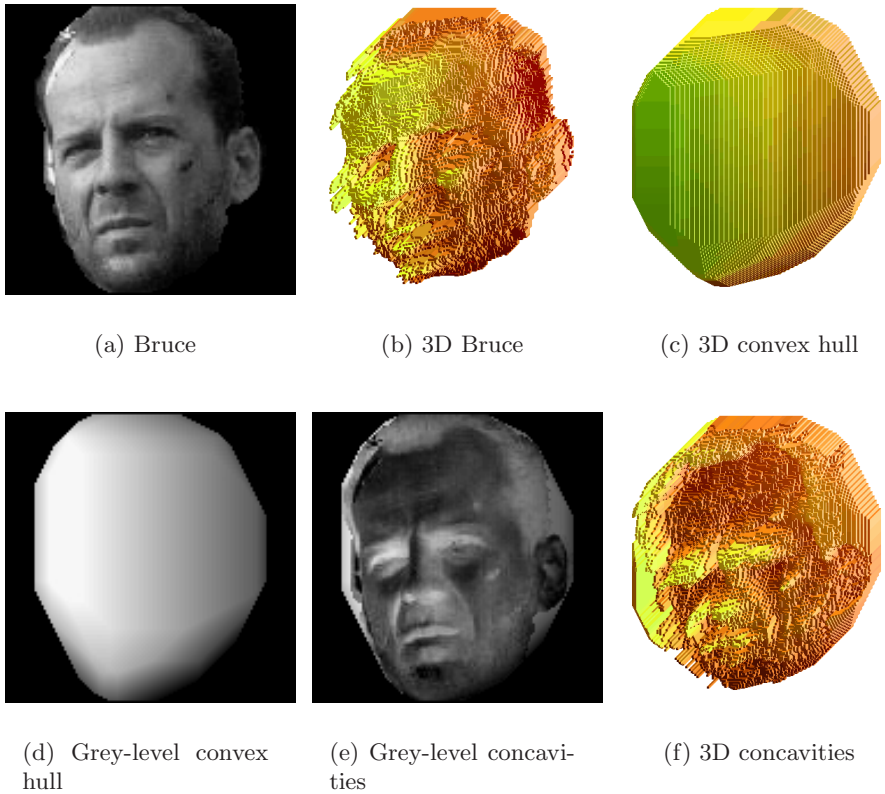 (a) Bruce
(b) 3D Bruce
(c) 3D convex hull
(d) Grey-level convex
hull
(e) Grey-level concavi-
ties
(f) 3D concavities